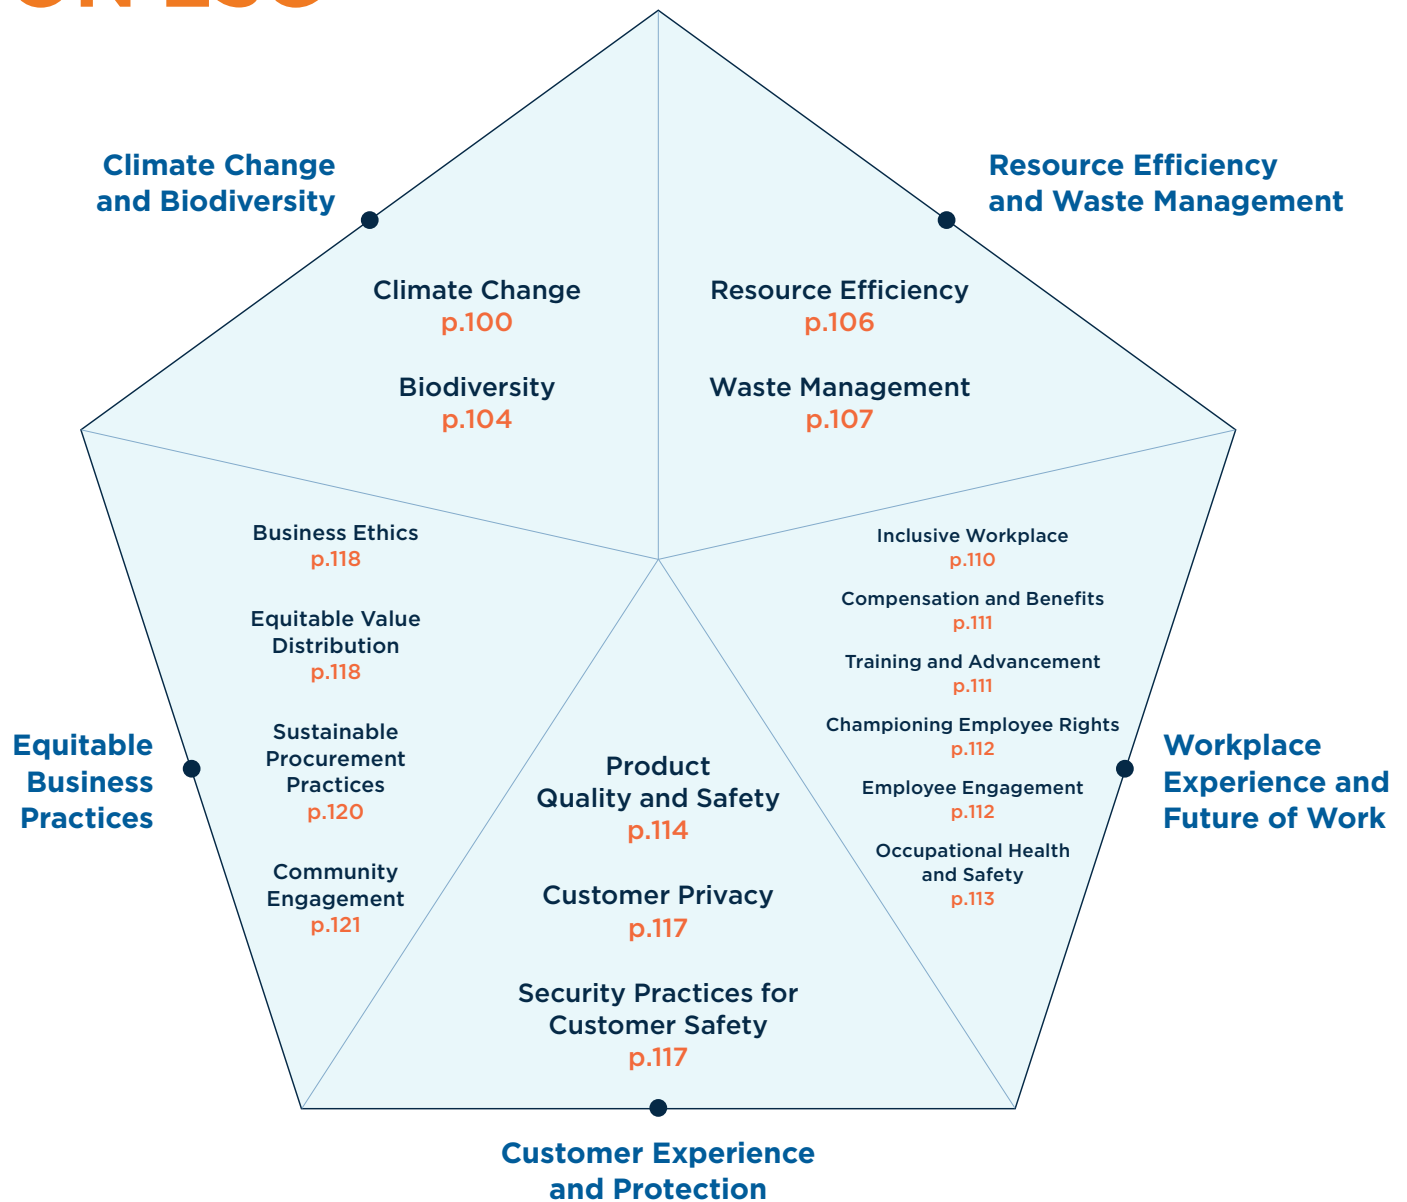 Climate Change
and Biodiversity
Resource Efficiency
and Waste Management
Climate Change
p.100
Biodiversity
p.104
Resource Efficiency
p.106
Waste Management
p.107
Business Ethics
p.118
Equitable Value
Distribution
p.118
Sustainable
Procurement
Practices
p.120
Community
Engagement
p.121
Equitable
Business
Practices
Product
Quality and Safety
p.114
Customer Privacy
p.117
Security Practices for
Customer Safety
p.117
Inclusive Workplace
p.110
Compensation and Benefits
p.111
Training and Advancement
p.111
Championing Employee Rights
p.112
Employee Engagement
p.112
Occupational Health
and Safety
p.113
Workplace
Experience and
Future of Work
Customer Experience
and Protection